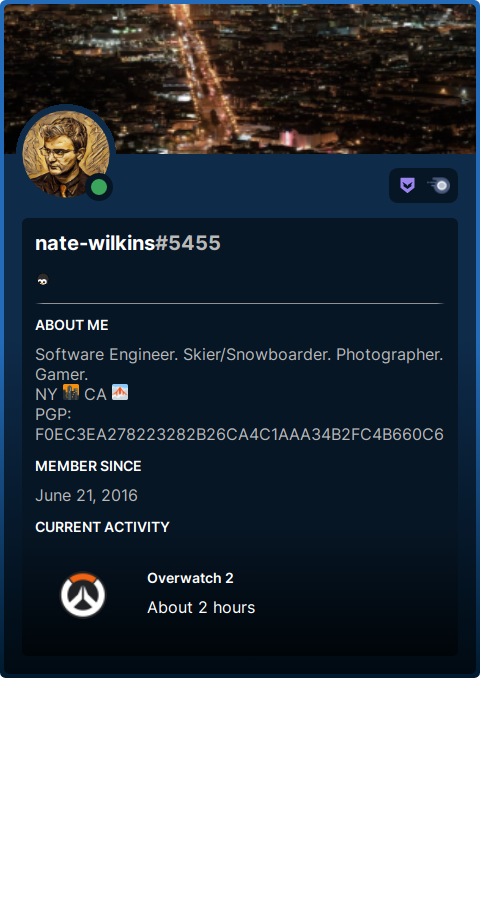 nate-wilkins#5455
ABOUT ME
Software Engineer. Skier/Snowboarder. Photographer.
Gamer.
NY 🌆 CA 🌁
PGP:
F0EC3EA278223282B26CA4C1AAA34B2FC4B660C6
MEMBER SINCE
June 21, 2016
CURRENT ACTIVITY
Overwatch 2
About 2 hours